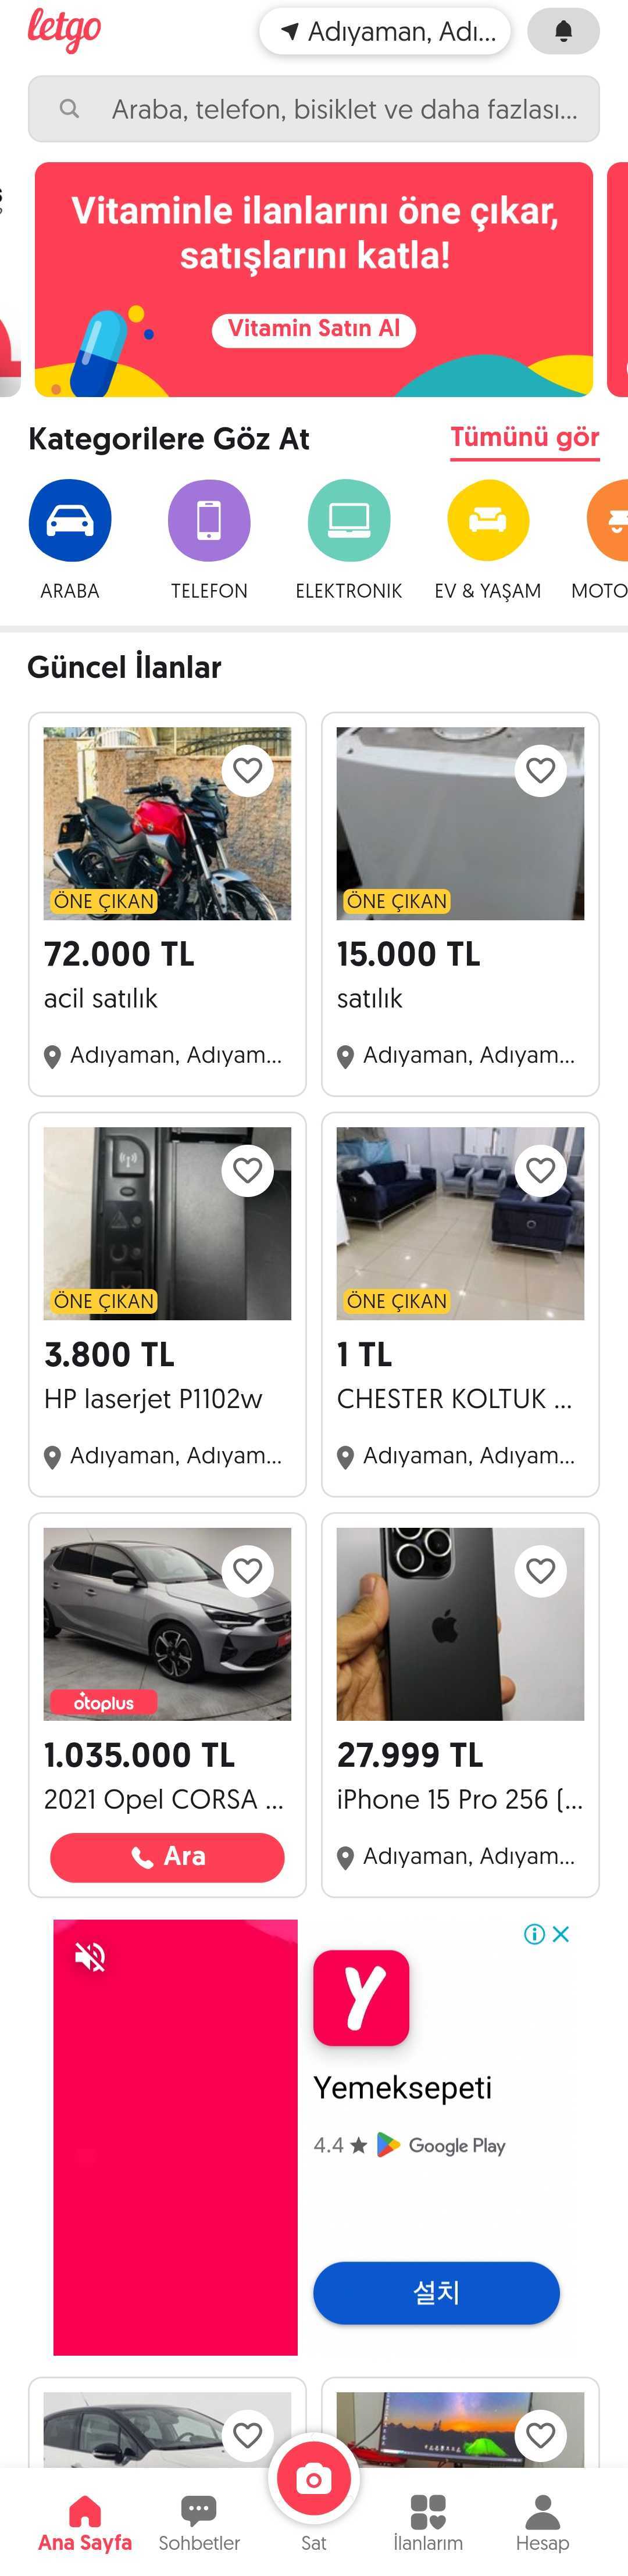 letgo
Adıyaman, Adı...
Araba, telefon, bisiklet ve daha fazlası...
Vitaminle ilanlarını öne çıkar,
satışlarını katla!
Vitamin Satın Al
Kategorilere Göz At
Tümünü gör
ARABA
TELEFON
ELEKTRONIK
EV & YAŞAM
MOTO
Güncel İlanlar
ÖNE ÇIKAN
72.000 TL
acil satılık
Adıyaman, Adıyam...
ÖNE ÇIKAN
15.000 TL
satılık
Adıyaman, Adıyam...
ÖNE ÇIKAN
3.800 TL
HP laserjet P1102w
Adıyaman, Adıyam...
ÖNE ÇIKAN
1 TL
CHESTER KOLTUK ...
Adıyaman, Adıyam...
otoplus
1.035.000 TL
2021 Opel CORSA ...
Ara
27.999 TL
iPhone 15 Pro 256 (...
Adıyaman, Adıyam...
Y
Yemeksepeti
4.4 ★ Google Play
설치
Ana Sayfa
Sohbetler
Sat
İlanlarım
Hesap